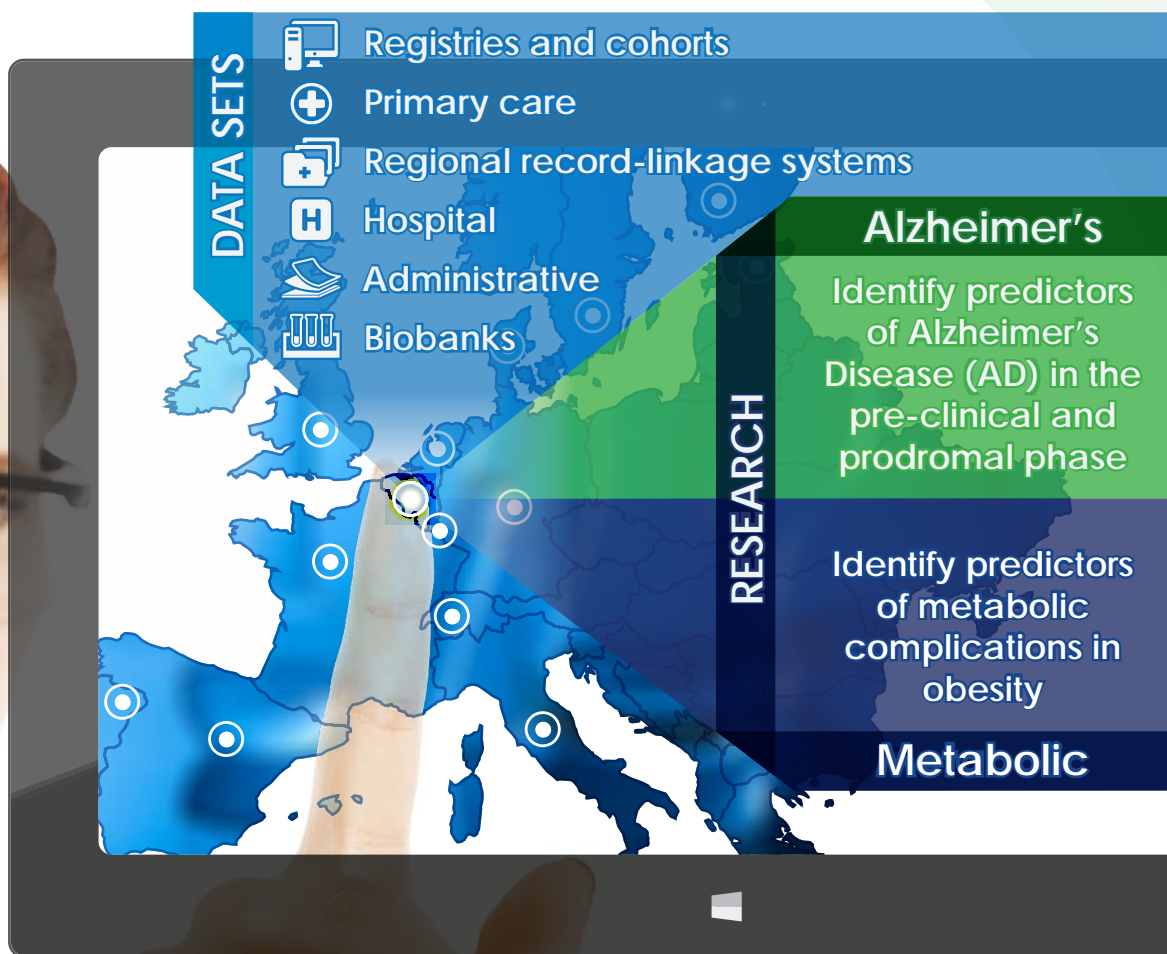 DATA SETS
Registries and cohorts
Primary care
Regional record-linkage systems
H
Hospital
Administrative
Biobanks
RESEARCH
Alzheimer's
Identify predictors
of Alzheimer's
Disease (AD) in the
pre-clinical and
prodromal phase
Identify predictors
of metabolic
complications in
obesity
Metabolic